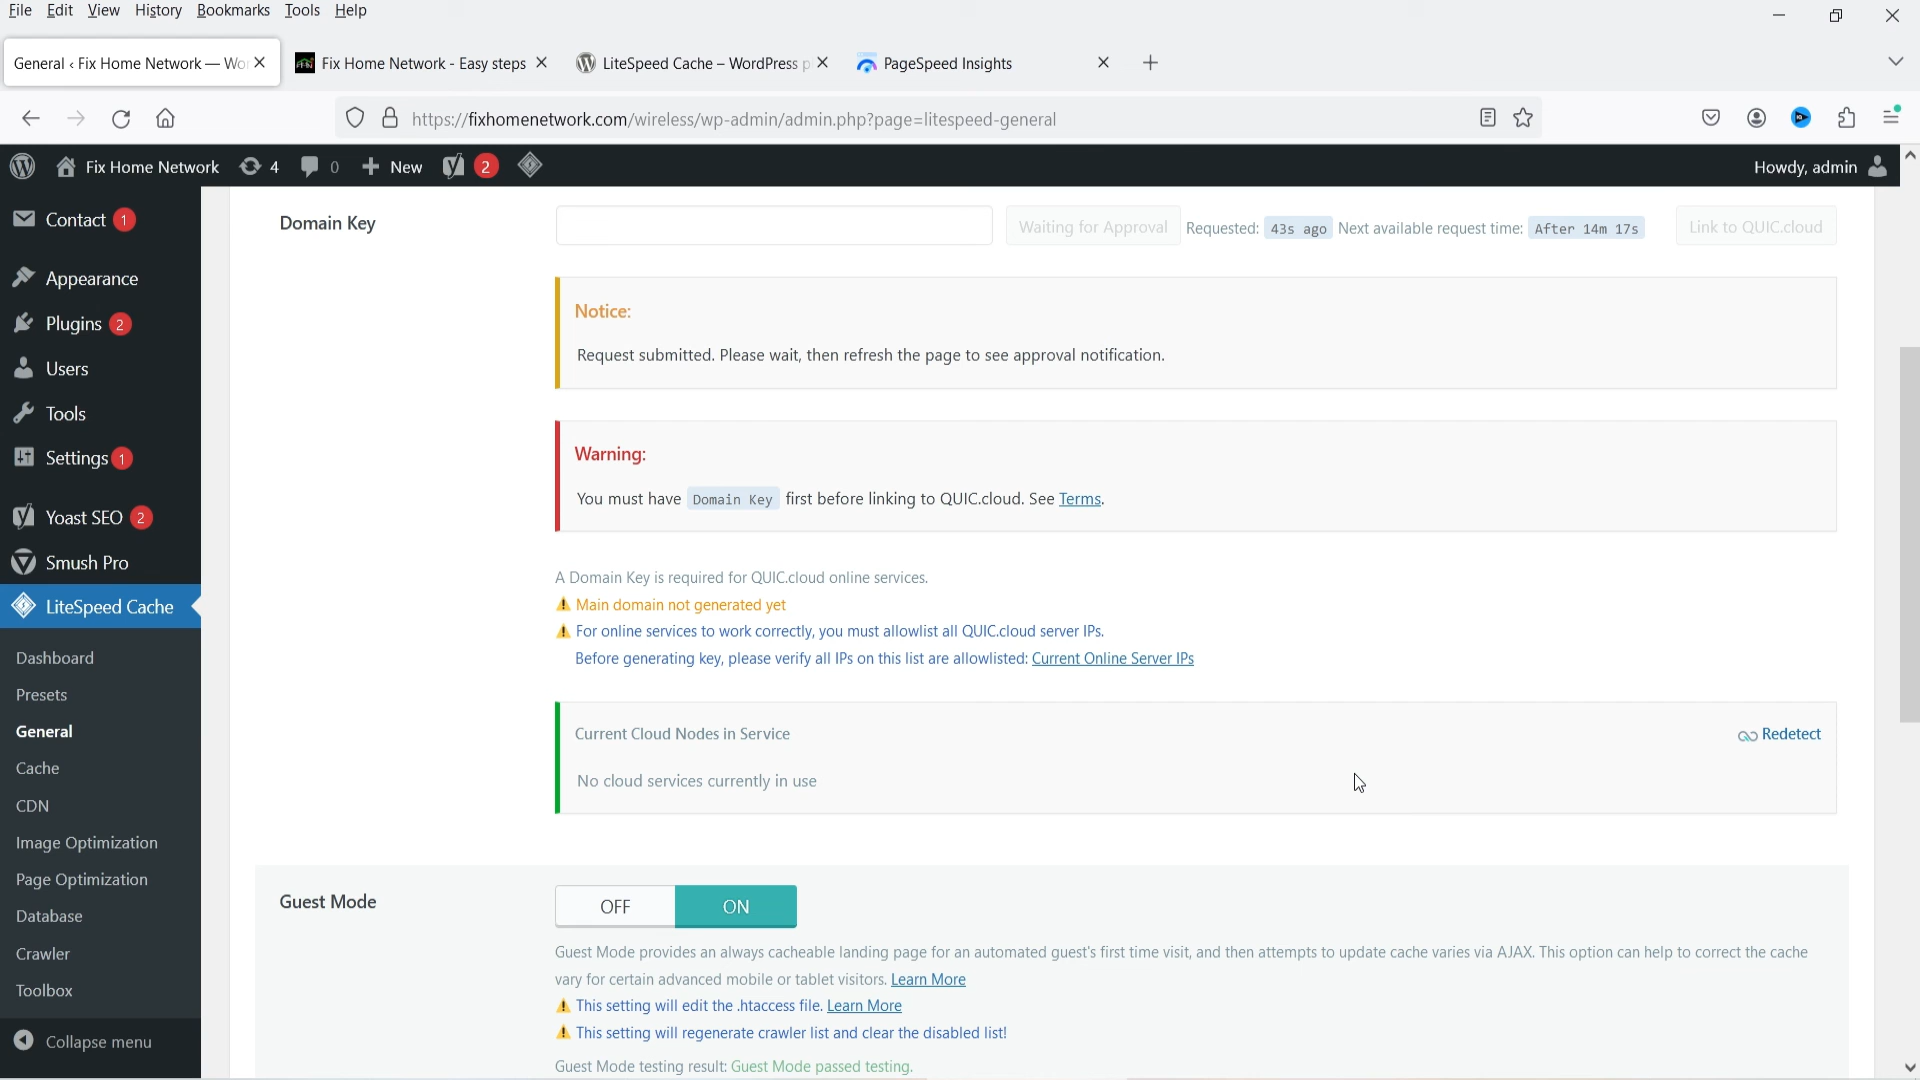 File Edit View History Bookmarks Tools Help
General ‹ Fix Home Network — Wor
Fix Home Network - Easy steps
LiteSpeed Cache – WordPress p
PageSpeed Insights
https://fixhomenetwork.com/wireless/wp-admin/admin.php?page=litespeed-general
Fix Home Network 4 0 New 2 Howdy, admin
Contact 1
Appearance
Plugins 2
Users
Tools
Settings 1
Yoast SEO 2
Smush Pro
LiteSpeed Cache
Dashboard
Presets
General
Cache
CDN
Image Optimization
Page Optimization
Database
Crawler
Toolbox
Collapse menu
Domain Key
Waiting for Approval Requested: 43s ago Next available request time: After 14m 17s Link to QUIC.cloud
Notice:
Request submitted. Please wait, then refresh the page to see approval notification.
Warning:
You must have Domain Key first before linking to QUIC.cloud. See Terms.
A Domain Key is required for QUIC.cloud online services.
Main domain not generated yet
For online services to work correctly, you must allowlist all QUIC.cloud server IPs.
Before generating key, please verify all IPs on this list are allowlisted: Current Online Server IPs
Current Cloud Nodes in Service Redetect
No cloud services currently in use
Guest Mode
OFF ON
Guest Mode provides an always cacheable landing page for an automated guest's first time visit, and then attempts to update cache varies via AJAX. This option can help to correct the cache
vary for certain advanced mobile or tablet visitors. Learn More
This setting will edit the .htaccess file. Learn More
This setting will regenerate crawler list and clear the disabled list!
Guest Mode testing result: Guest Mode passed testing.